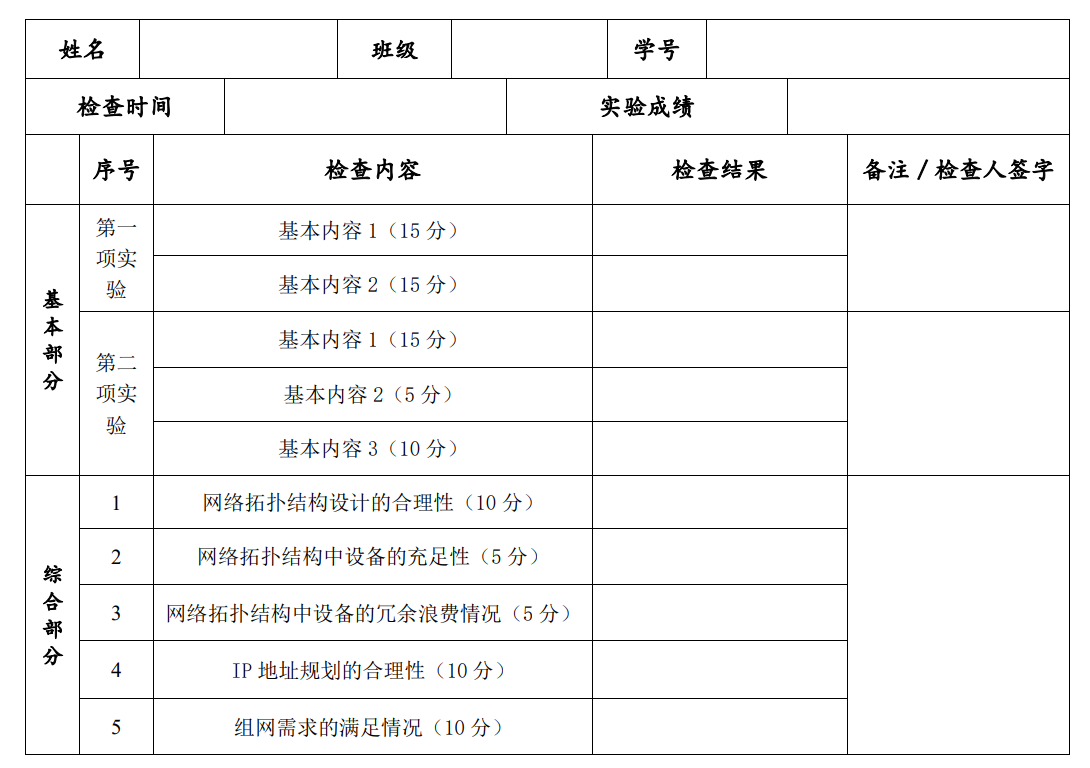 姓名 班级 学号
检查时间 实验成绩
序号 检查内容 检查结果 备注／检查人签字
基本部分
第一项实验
基本内容 1（15 分）
基本内容 2（15 分）
第二项实验
基本内容 1（15 分）
基本内容 2（5 分）
基本内容 3（10 分）
综合部分
1 网络拓扑结构设计的合理性（10 分）
2 网络拓扑结构中设备的充足性（5 分）
3 网络拓扑结构中设备的冗余浪费情况（5 分）
4 IP 地址规划的合理性（10 分）
5 组网需求的满足情况（10 分）